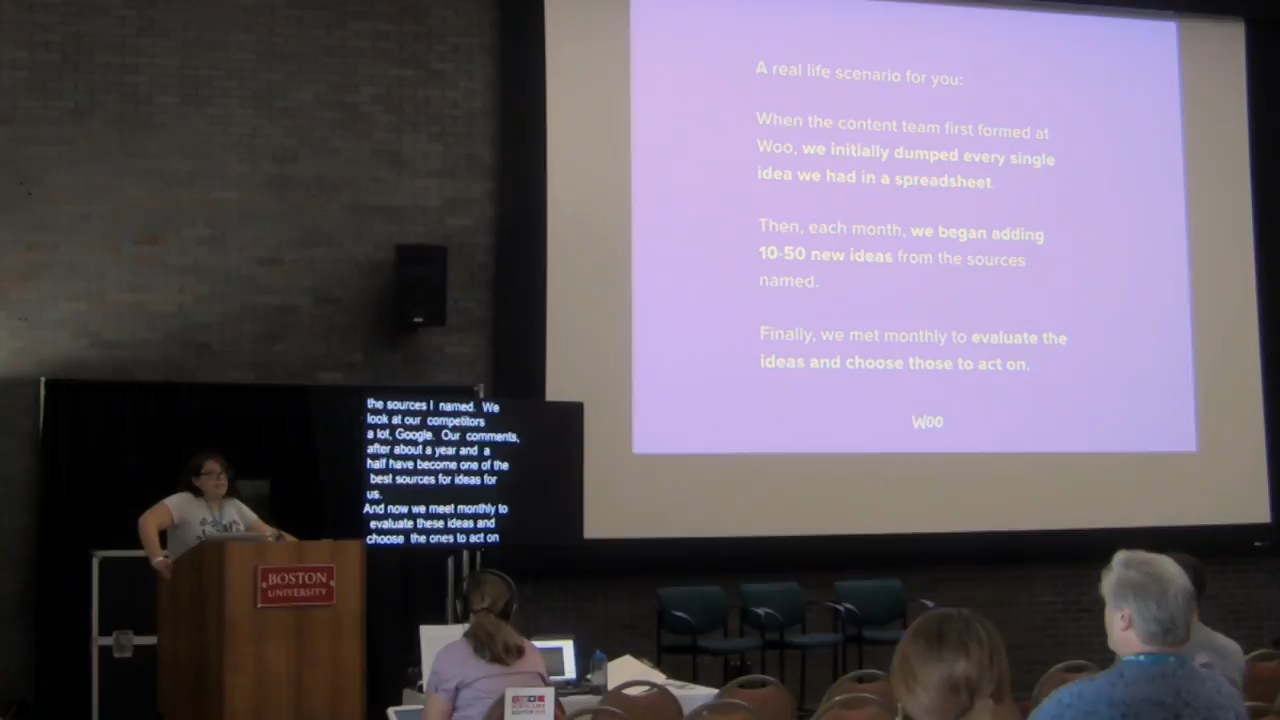 A real life scenario for you:
When the content team first formed at
Woo, we initially dumped every single
idea we had in a spreadsheet.
Then, each month, we began adding
10-50 new ideas from the sources
named.
Finally, we met monthly to evaluate the
ideas and choose those to act on.
Woo
the sources I named. We
look at our competitors
a lot, Google. Our comments,
after about a year and a
half have become one of the
best sources for ideas for
us.
And now we meet monthly to
evaluate these ideas and
choose the ones to act on
BOSTON
UNIVERSITY